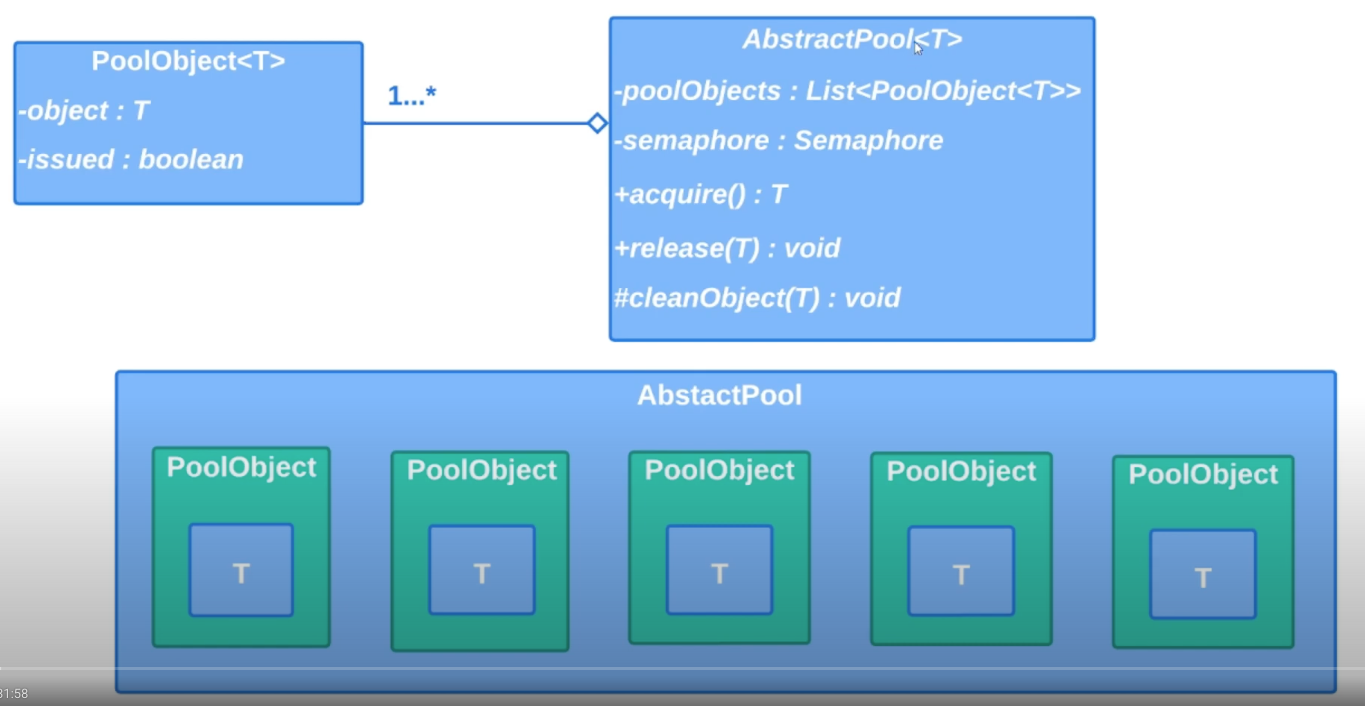 PoolObject<T>
-object : T
-issued : boolean
1...*
AbstractPool<T>
-poolObjects : List<PoolObject<T>>
-semaphore : Semaphore
+acquire() : T
+release(T) : void
#cleanObject(T) : void
AbstactPool
PoolObject
T
PoolObject
T
PoolObject
T
PoolObject
T
PoolObject
T
31:58